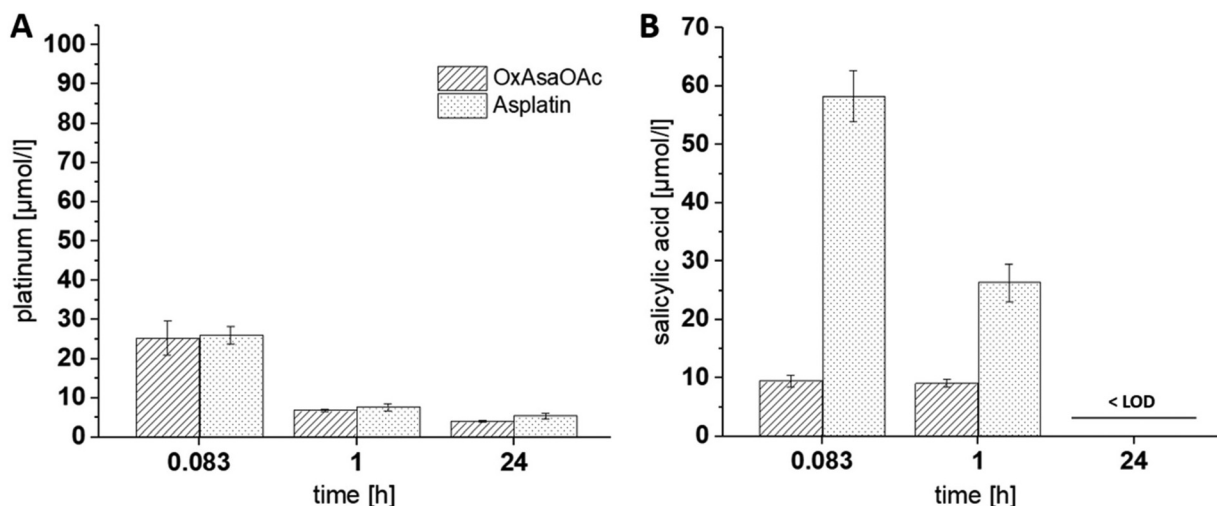 A
platinum [µmol/l]
100
90
80
70
60
50
40
30
20
10
0
OxAsaOAc
Asplatin
0.083
1
24
time [h]
B
salicylic acid [µmol/l]
70
60
50
40
30
20
10
0
< LOD
0.083
1
24
time [h]